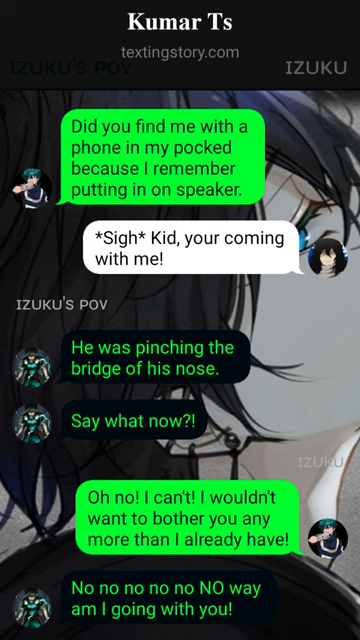 Kumar Ts
textingstory.com
IZUKU'S POV
IZUKU
Did you find me with a
phone in my pocked
because I remember
putting in on speaker.
*Sigh* Kid, your coming
with me!
IZUKU'S POV
He was pinching the
bridge of his nose.
Say what now?!
IZUKU
Oh no! I can't! I wouldn't
want to bother you any
more than I already have!
No no no no no NO way
am I going with you!